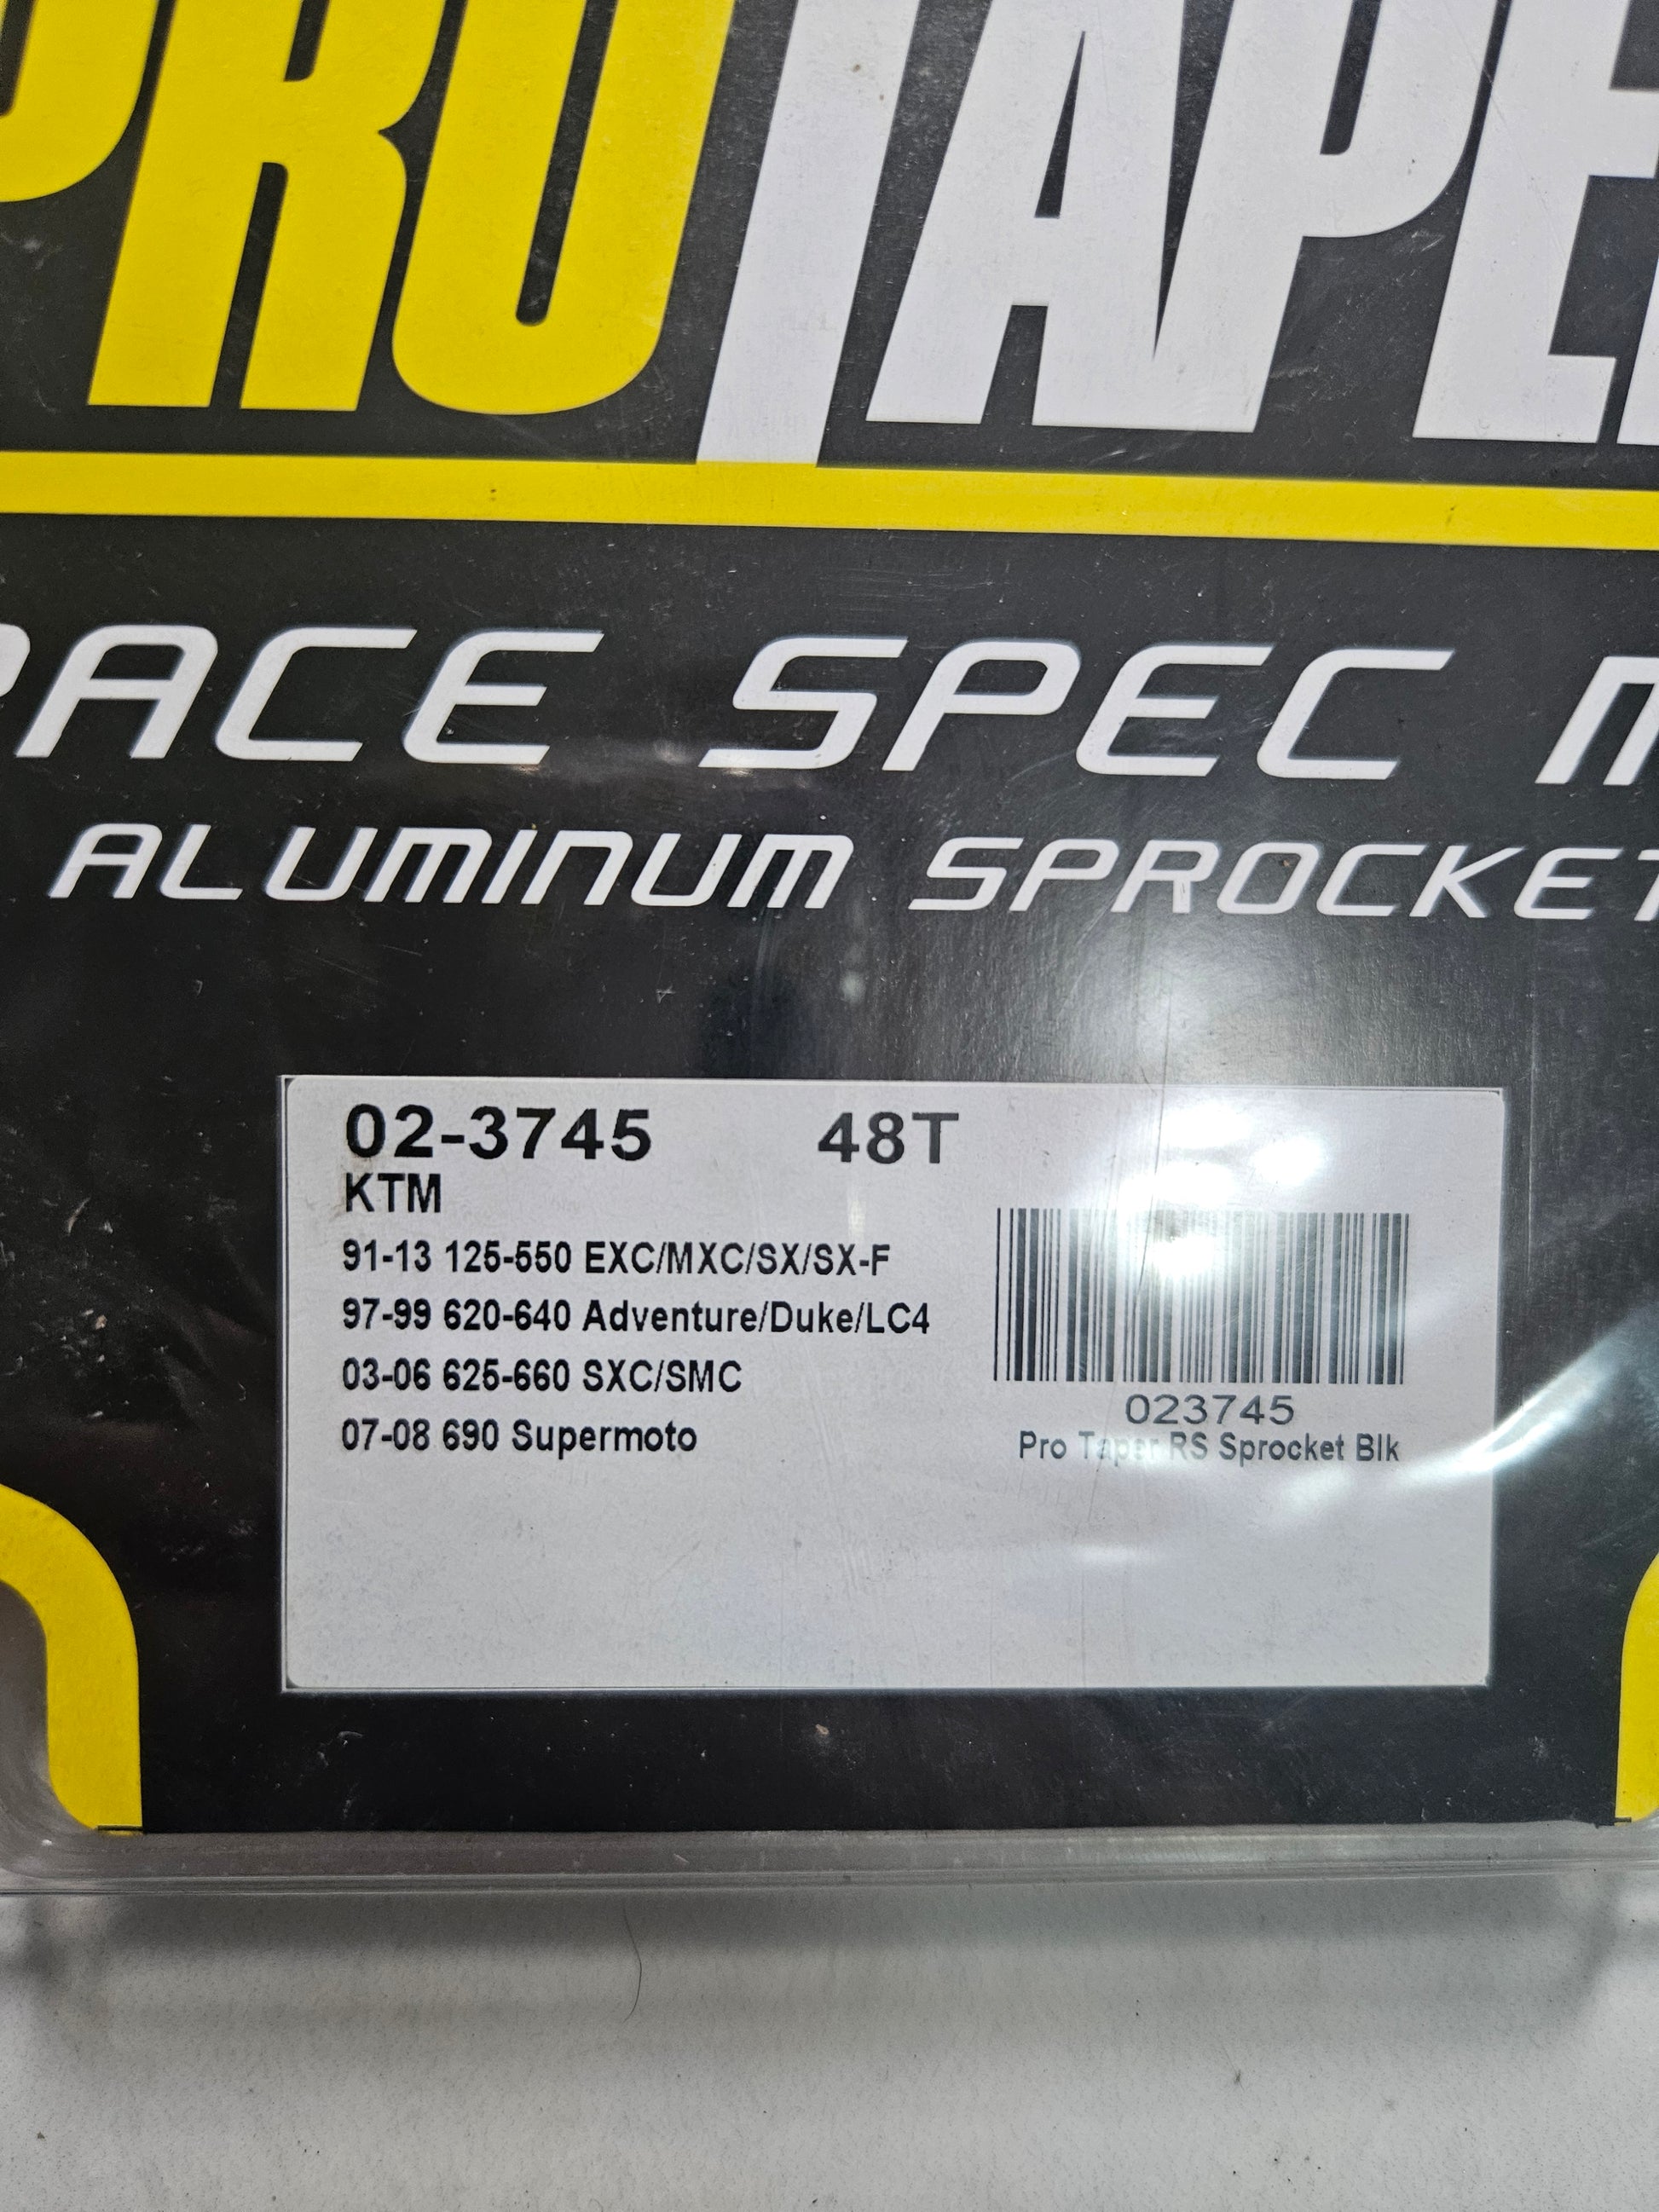 PROTAPER
RACE SPEC M
ALUMINUM SPROCKET
02-3745 48T
KTM
91-13 125-550 EXC/MXC/SX/SX-F
97-99 620-640 Adventure/Duke/LC4
03-06 625-660 SXC/SMC
07-08 690 Supermoto
023745
Pro Taper RS Sprocket Blk